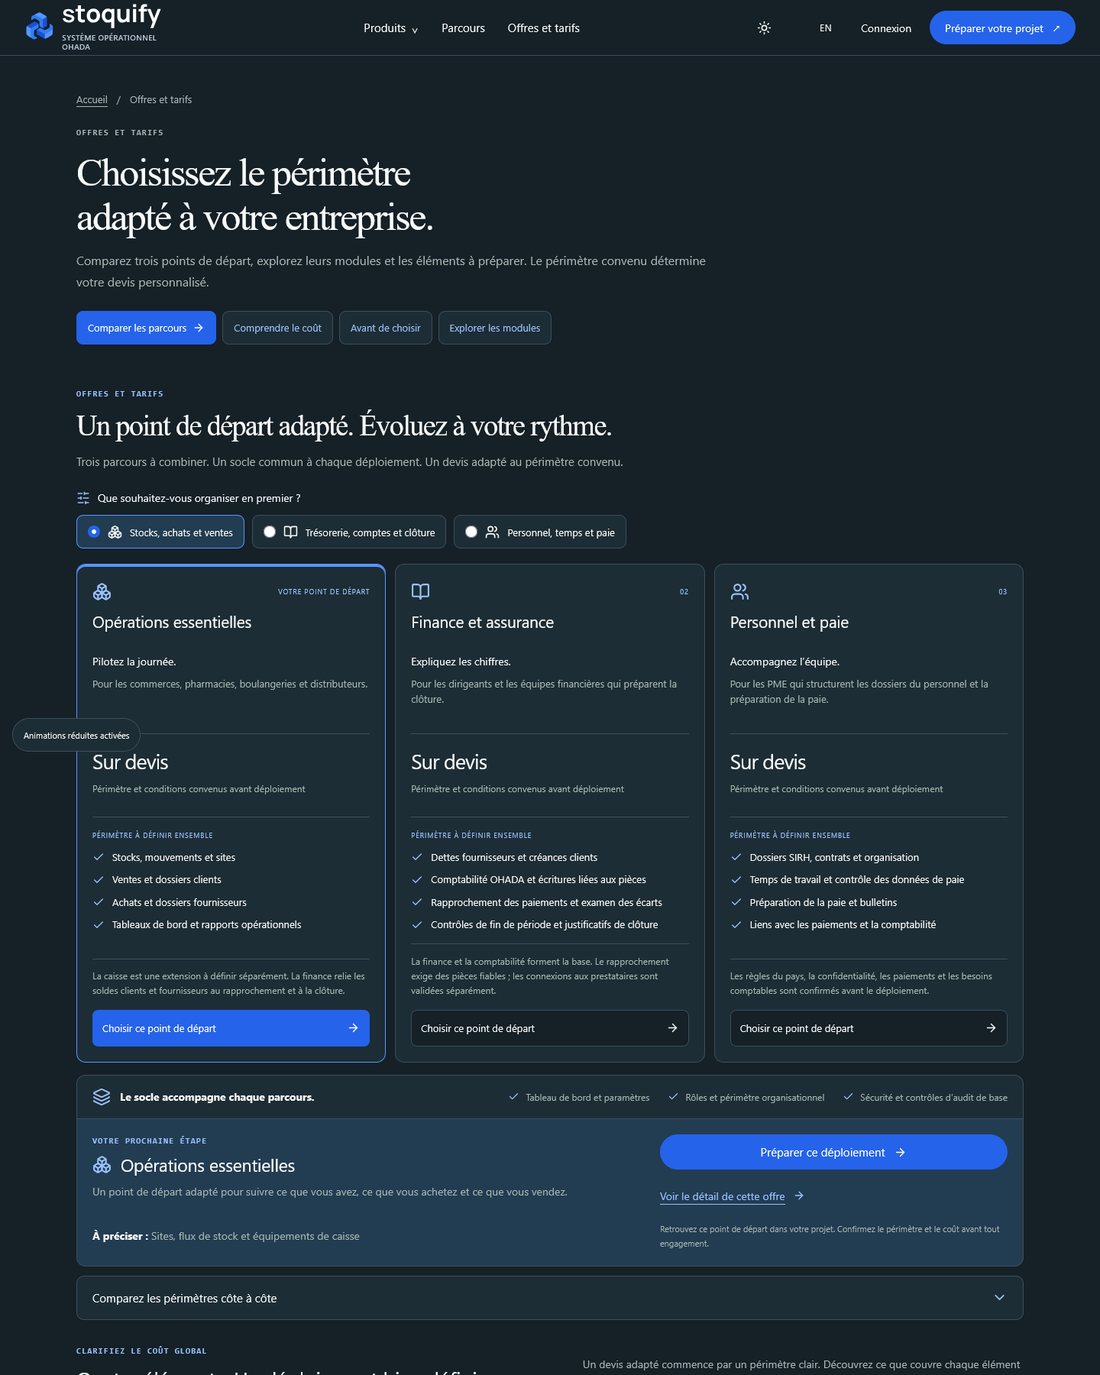 stoquify
SYSTÈME OPÉRATIONNEL
OHADA
Produits
Parcours
Offres et tarifs
EN
Connexion
Préparer votre projet ↗
Accueil / Offres et tarifs
OFFRES ET TARIFS
Choisissez le périmètre
adapté à votre entreprise.
Comparez trois points de départ, explorez leurs modules et les éléments à préparer. Le périmètre convenu détermine
votre devis personnalisé.
Comparer les parcours →
Comprendre le coût
Avant de choisir
Explorer les modules
OFFRES ET TARIFS
Un point de départ adapté. Évoluez à votre rythme.
Trois parcours à combiner. Un socle commun à chaque déploiement. Un devis adapté au périmètre convenu.
Que souhaitez-vous organiser en premier ?
Stocks, achats et ventes
Trésorerie, comptes et clôture
Personnel, temps et paie
VOTRE POINT DE DÉPART
Opérations essentielles
Pilotez la journée.
Pour les commerces, pharmacies, boulangeries et distributeurs.
Animations réduites activées
Sur devis
Périmètre et conditions convenus avant déploiement
PÉRIMÈTRE À DÉFINIR ENSEMBLE
Stocks, mouvements et sites
Ventes et dossiers clients
Achats et dossiers fournisseurs
Tableaux de bord et rapports opérationnels
La caisse est une extension à définir séparément. La finance relie les
soldes clients et fournisseurs au rapprochement et à la clôture.
Choisir ce point de départ →
02
Finance et assurance
Expliquez les chiffres.
Pour les dirigeants et les équipes financières qui préparent la
clôture.
Sur devis
Périmètre et conditions convenus avant déploiement
PÉRIMÈTRE À DÉFINIR ENSEMBLE
Dettes fournisseurs et créances clients
Comptabilité OHADA et écritures liées aux pièces
Rapprochement des paiements et examen des écarts
Contrôles de fin de période et justificatifs de clôture
La finance et la comptabilité forment la base. Le rapprochement
exige des pièces fiables ; les connexions aux prestataires sont
validées séparément.
Choisir ce point de départ →
03
Personnel et paie
Accompagnez l'équipe.
Pour les PME qui structurent les dossiers du personnel et la
préparation de la paie.
Sur devis
Périmètre et conditions convenus avant déploiement
PÉRIMÈTRE À DÉFINIR ENSEMBLE
Dossiers SIRH, contrats et organisation
Temps de travail et contrôle des données de paie
Préparation de la paie et bulletins
Liens avec les paiements et la comptabilité
Les règles du pays, la confidentialité, les paiements et les besoins
comptables sont confirmés avant le déploiement.
Choisir ce point de départ →
Le socle accompagne chaque parcours.
Tableau de bord et paramètres
Rôles et périmètre organisationnel
Sécurité et contrôles d'audit de base
VOTRE PROCHAINE ÉTAPE
Opérations essentielles
Un point de départ adapté pour suivre ce que vous avez, ce que vous achetez et ce que vous vendez.
À préciser : Sites, flux de stock et équipements de caisse
Préparer ce déploiement →
Voir le détail de cette offre →
Retrouvez ce point de départ dans votre projet. Confirmez le périmètre et le coût avant tout
engagement.
Comparez les périmètres côte à côte
CLARIFIEZ LE COÛT GLOBAL
Un devis adapté commence par un périmètre clair. Découvrez ce que couvre chaque élément